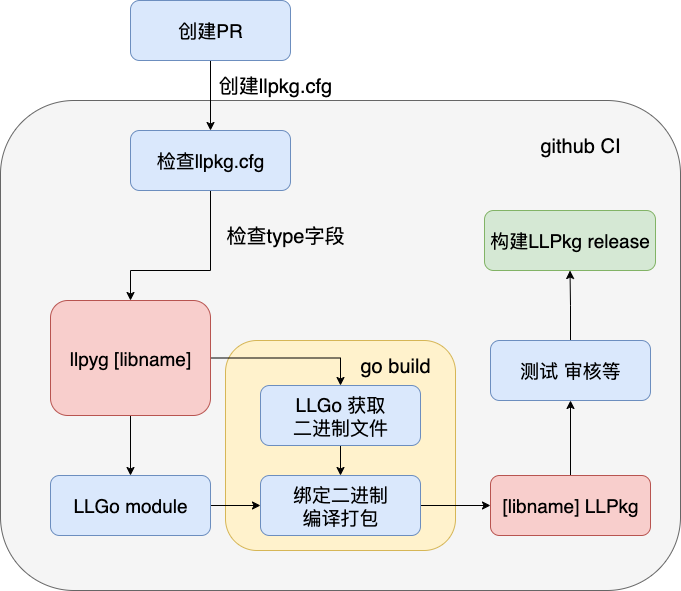 创建PR
创建llpkg.cfg
检查llpkg.cfg
github CI
检查type字段
构建LLPkg release
llpyg [libname]
go build
测试 审核等
LLGo 获取
二进制文件
LLGo module
绑定二进制
编译打包
[libname] LLPkg